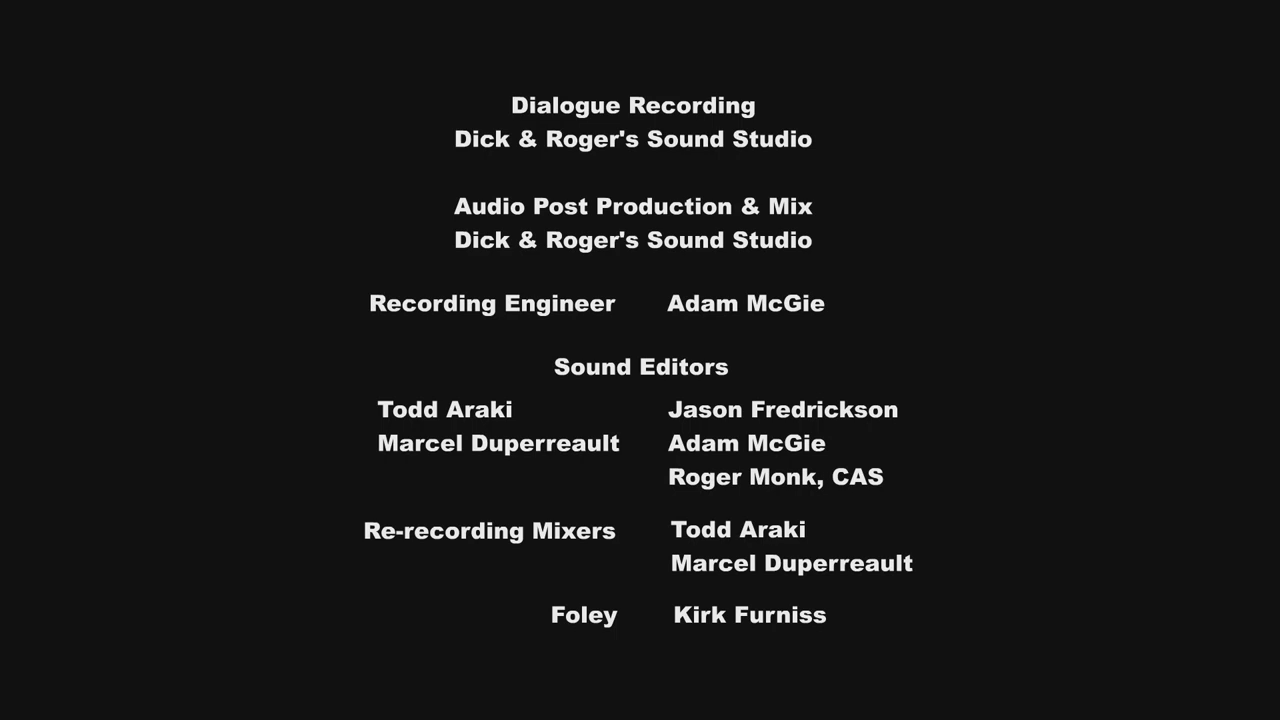 Dialogue Recording
Dick & Roger's Sound Studio
Audio Post Production & Mix
Dick & Roger's Sound Studio
Recording Engineer Adam McGie
Sound Editors
Todd Araki Jason Fredrickson
Marcel Duperreault Adam McGie
Roger Monk, CAS
Re-recording Mixers Todd Araki
Marcel Duperreault
Foley Kirk Furniss